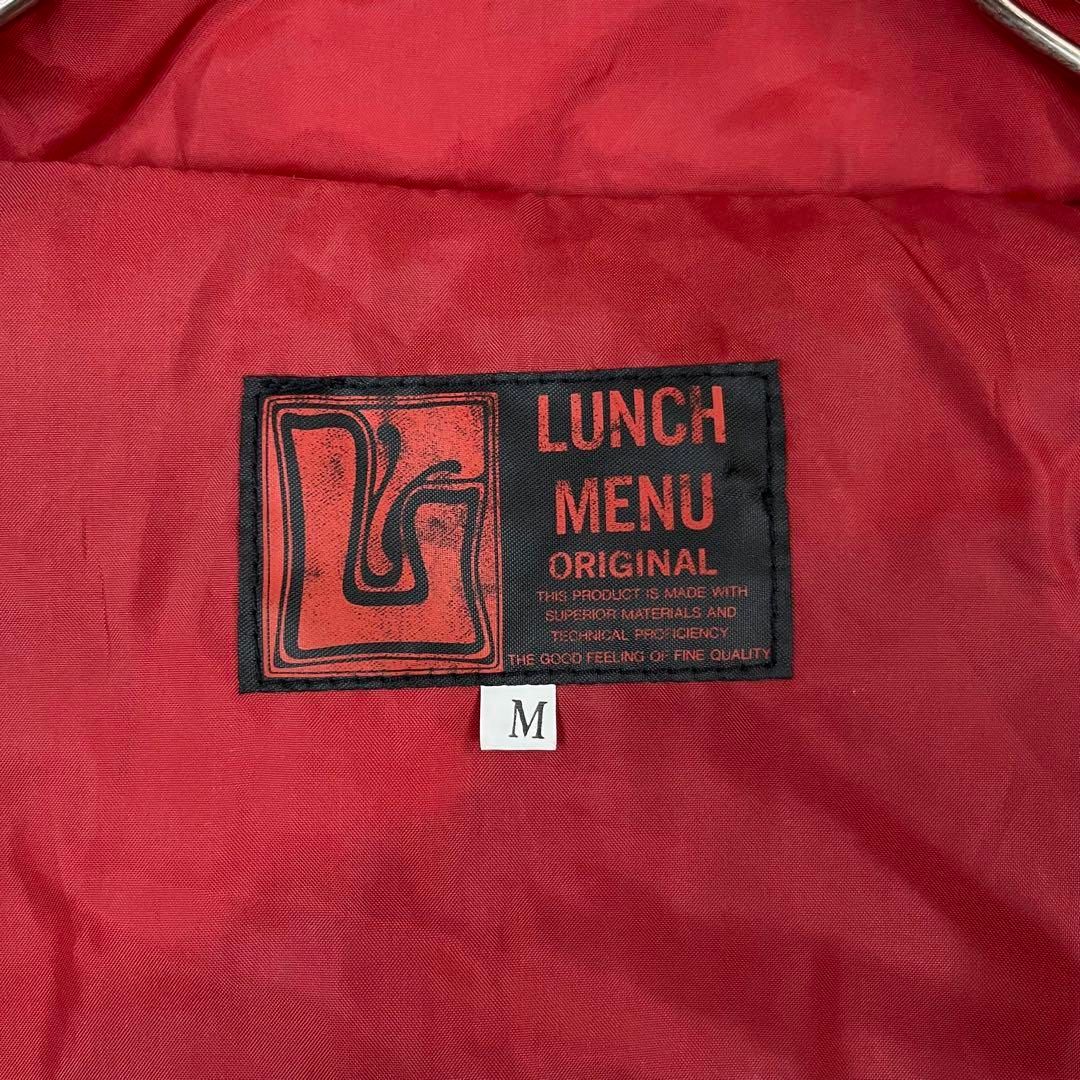 LUNCH
MENU
ORIGINAL
THIS PRODUCT IS MADE WITH
SUPERIOR MATERIALS AND
TECHNICAL PROFICIENCY
THE GOOD FEELING OF FINE QUALITY
M